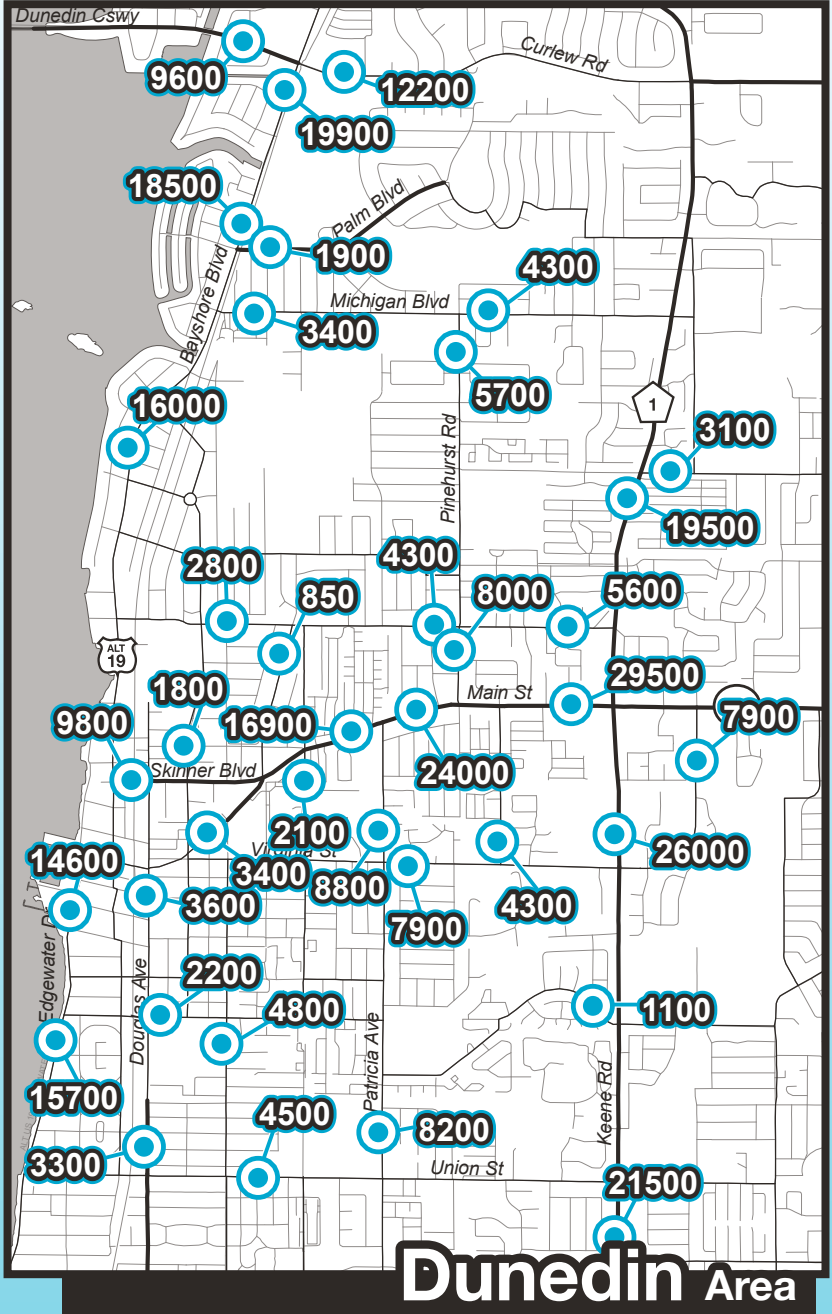 Dunedin Cswy
Curlew Rd
9600
12200
19900
18500
Palm Blvd
1900
4300
Bayshore Blvd
Michigan Blvd
3400
5700
16000
1
3100
Pinehurst Rd
19500
2800
4300
850
8000
5600
ALT
19
1800
Main St
29500
9800
16900
7900
Skinner Blvd
24000
2100
Virginia St
26000
14600
3400
8800
3600
4300
7900
Edgewater D
2200
Douglas Ave
4800
1100
Patricia Ave
15700
Keene Rd
4500
8200
3300
Union St
21500
Dunedin Area